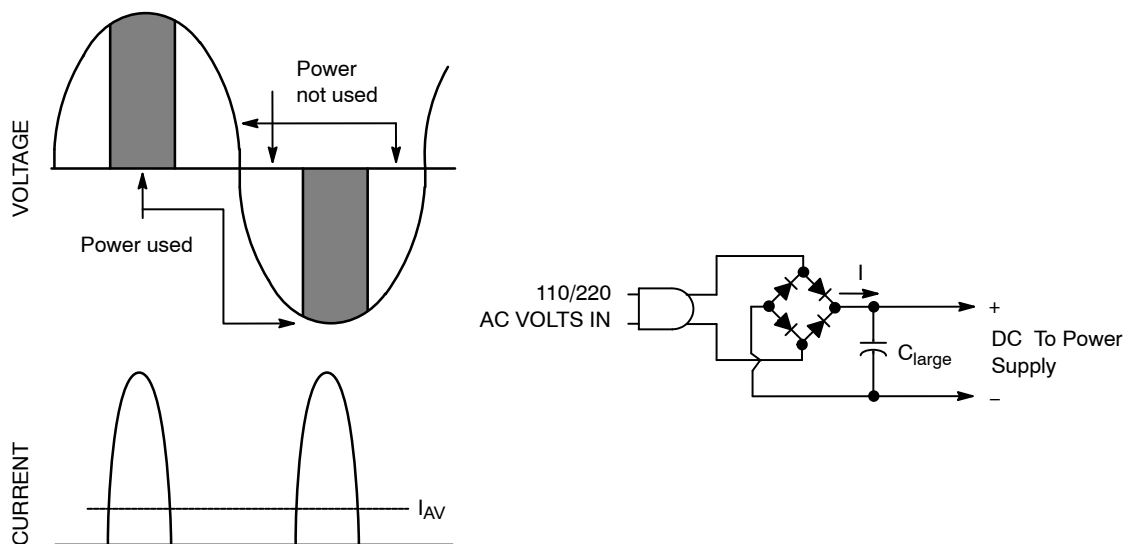 VOLTAGE
Power
not used
Power used
CURRENT
I_AV
110/220
AC VOLTS IN
I
+
C_large
DC To Power
Supply
−